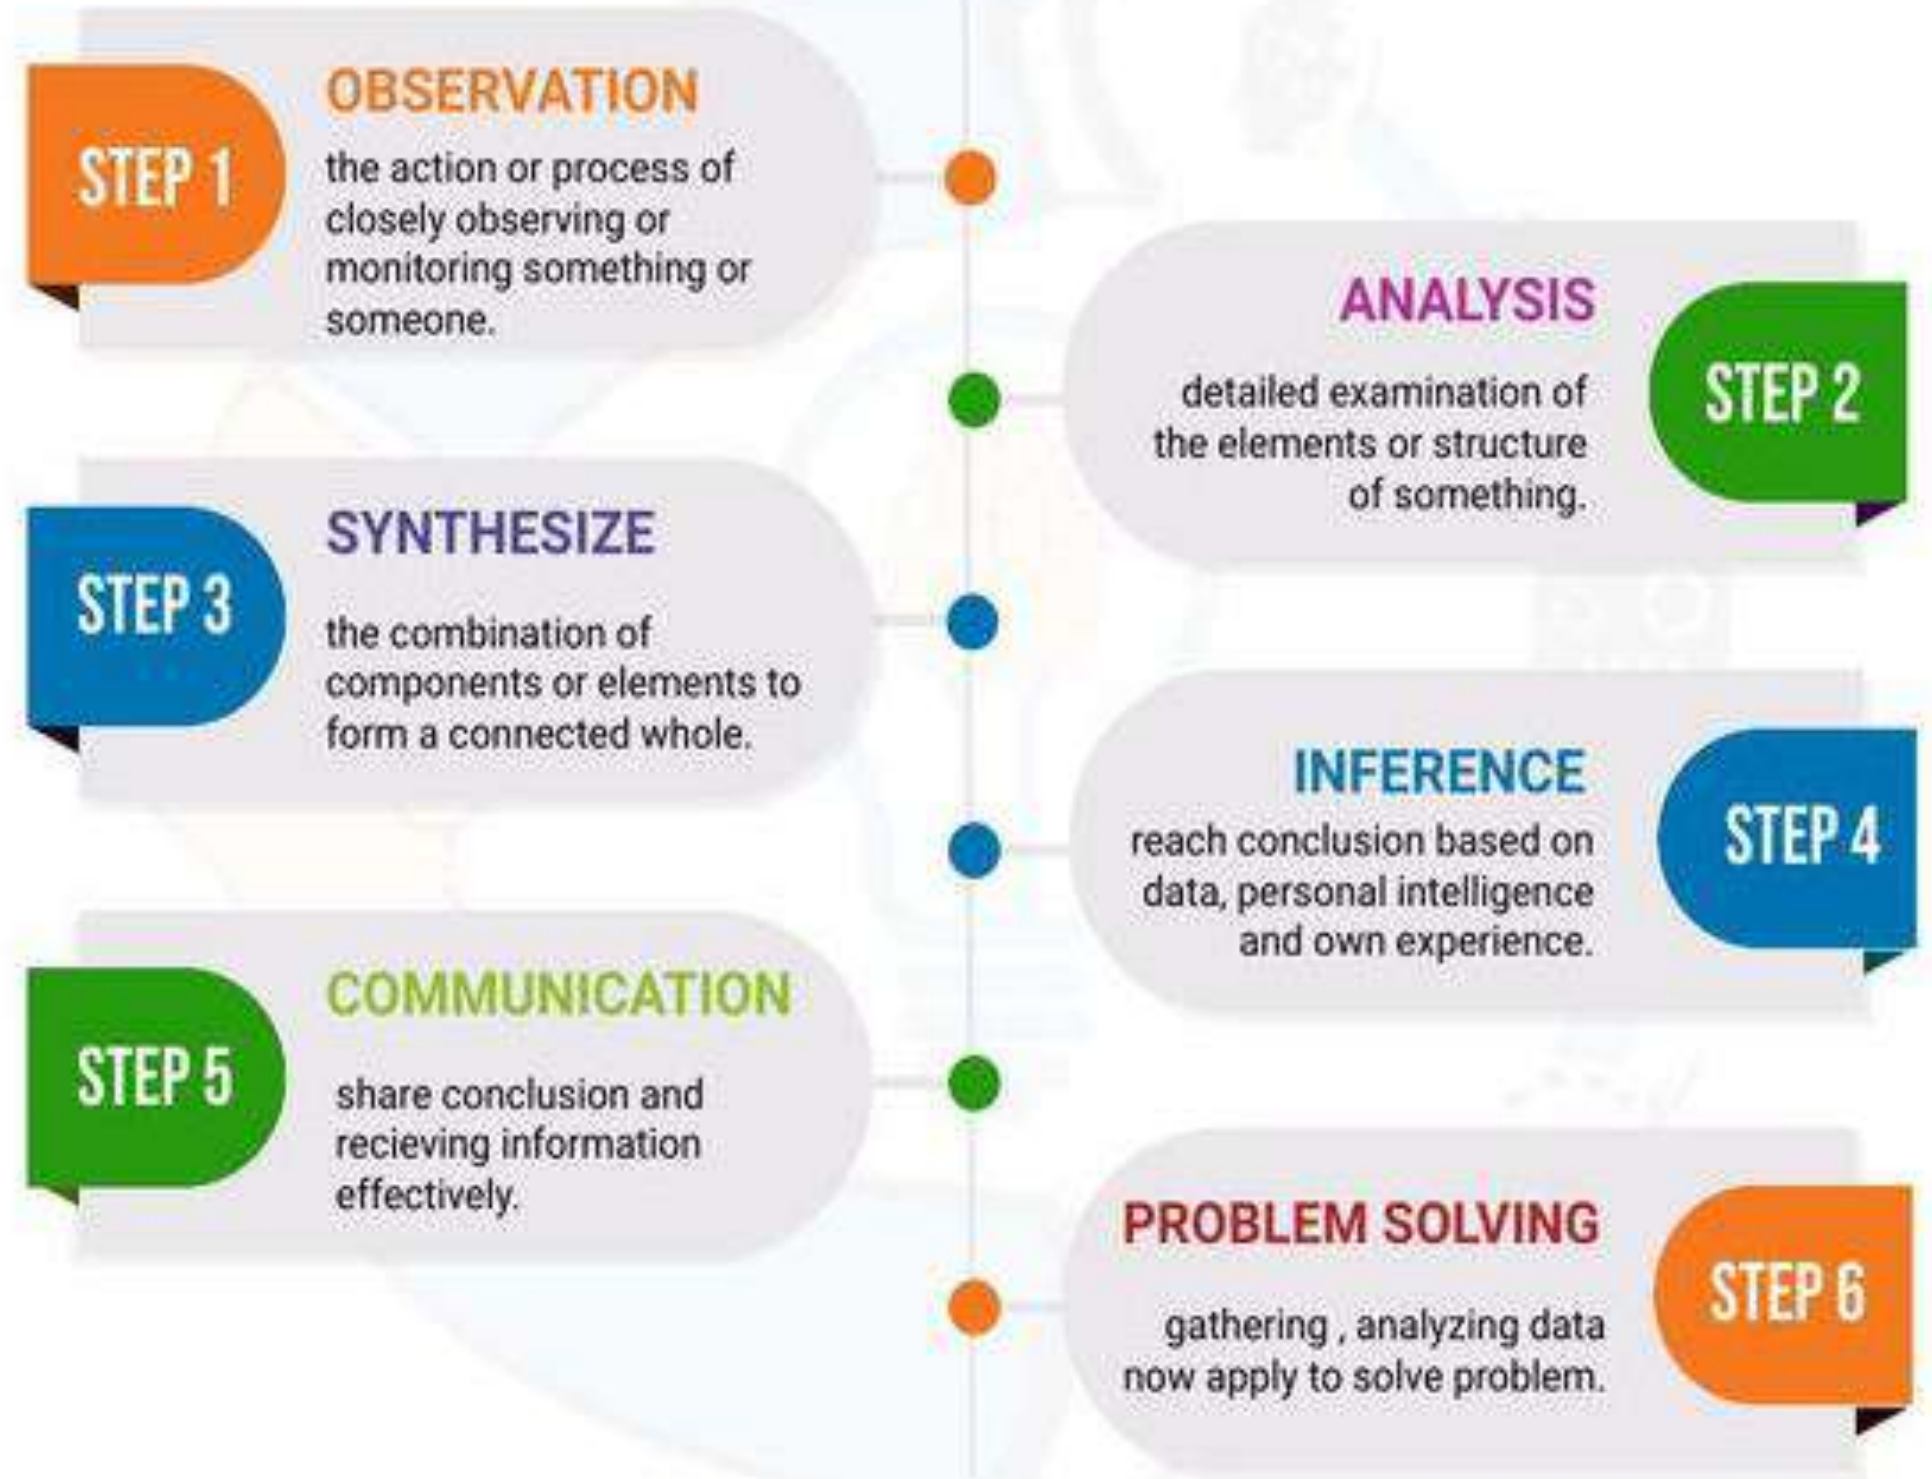 STEP 1
OBSERVATION
the action or process of
closely observing or
monitoring something or
someone.
ANALYSIS
detailed examination of
the elements or structure
of something.
STEP 2
STEP 3
SYNTHESIZE
the combination of
components or elements to
form a connected whole.
INFERENCE
reach conclusion based on
data, personal intelligence
and own experience.
STEP 4
STEP 5
COMMUNICATION
share conclusion and
recieving information
effectively.
PROBLEM SOLVING
gathering , analyzing data
now apply to solve problem.
STEP 6